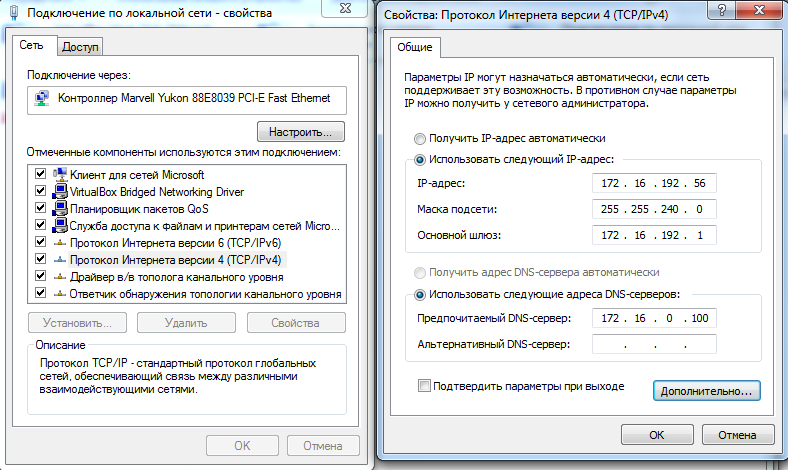 Подключение по локальной сети - свойства
Сеть
Доступ
Подключение через:
Контроллер Marvell Yukon 88E8039 PCI-E Fast Ethernet
Настроить...
Отмеченные компоненты используются этим подключением:
Клиент для сетей Microsoft
VirtualBox Bridged Networking Driver
Планировщик пакетов QoS
Служба доступа к файлам и принтерам сетей Micro...
Протокол Интернета версии 6 (TCP/IPv6)
Протокол Интернета версии 4 (TCP/IPv4)
Драйвер в/в тополога канального уровня
Ответчик обнаружения топологии канального уровня
Установить...
Удалить
Свойства
Описание
Протокол TCP/IP - стандартный протокол глобальных
сетей, обеспечивающий связь между различными
взаимодействующими сетями.
OK
Отмена
Свойства: Протокол Интернета версии 4 (TCP/IPv4)
Общие
Параметры IP могут назначаться автоматически, если сеть
поддерживает эту возможность. В противном случае параметры
IP можно получить у сетевого администратора.
Получить IP-адрес автоматически
Использовать следующий IP-адрес:
IP-адрес: 172 . 16 . 192 . 56
Маска подсети: 255 . 255 . 240 . 0
Основной шлюз: 172 . 16 . 192 . 1
Получить адрес DNS-сервера автоматически
Использовать следующие адреса DNS-серверов:
Предпочитаемый DNS-сервер: 172 . 16 . 0 . 100
Альтернативный DNS-сервер: . . .
Подтвердить параметры при выходе
Дополнительно...
OK
Отмена